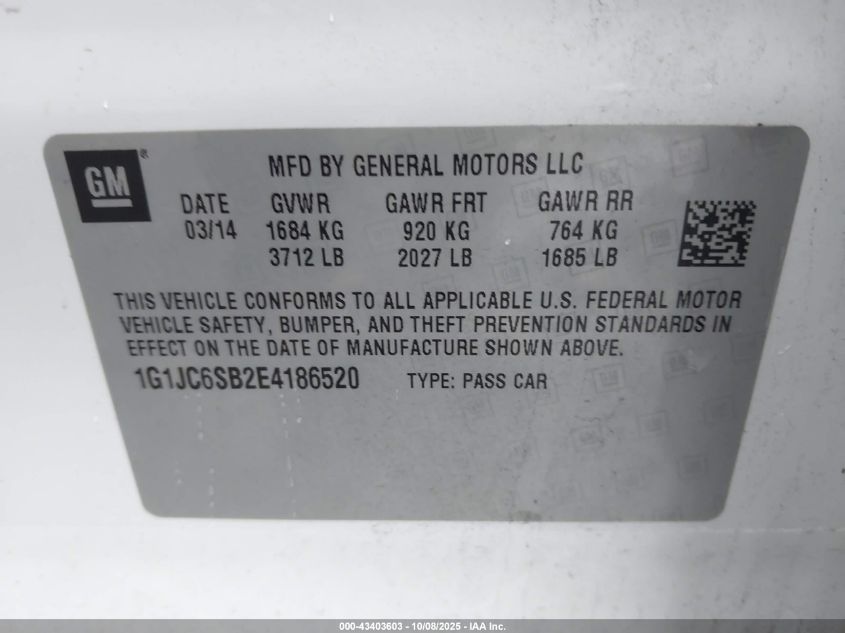 GM®
MFD BY GENERAL MOTORS LLC
DATE GVWR GAWR FRT GAWR RR
03/14 1684 KG 920 KG 764 KG
3712 LB 2027 LB 1685 LB
THIS VEHICLE CONFORMS TO ALL APPLICABLE U.S. FEDERAL MOTOR
VEHICLE SAFETY, BUMPER, AND THEFT PREVENTION STANDARDS IN
EFFECT ON THE DATE OF MANUFACTURE SHOWN ABOVE.
1G1JC6SB2E4186520 TYPE: PASS CAR
000-43403603 - 10/08/2025 - IAA Inc.